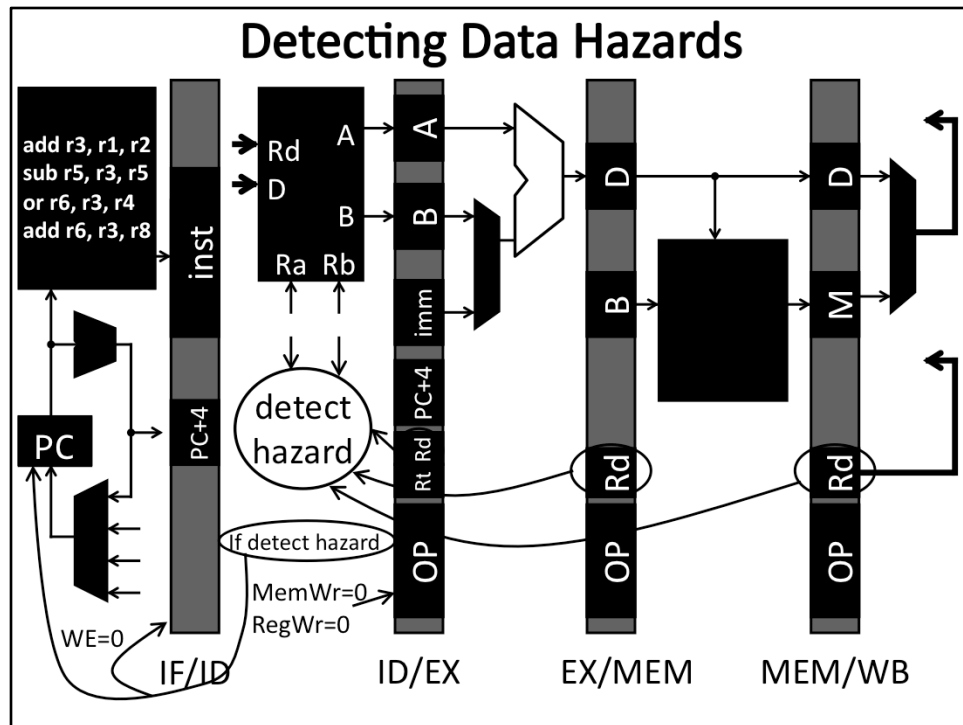 Detecting Data Hazards
add r3, r1, r2
sub r5, r3, r5
or r6, r3, r4
add r6, r3, r8
inst
PC+4
PC
Rd
D
A
B
Ra Rb
detect
hazard
A
B
imm
PC+4
Rt Rd
OP
D
B
Rd
OP
D
M
Rd
OP
If detect hazard
MemWr=0
RegWr=0
WE=0
IF/ID
ID/EX
EX/MEM
MEM/WB